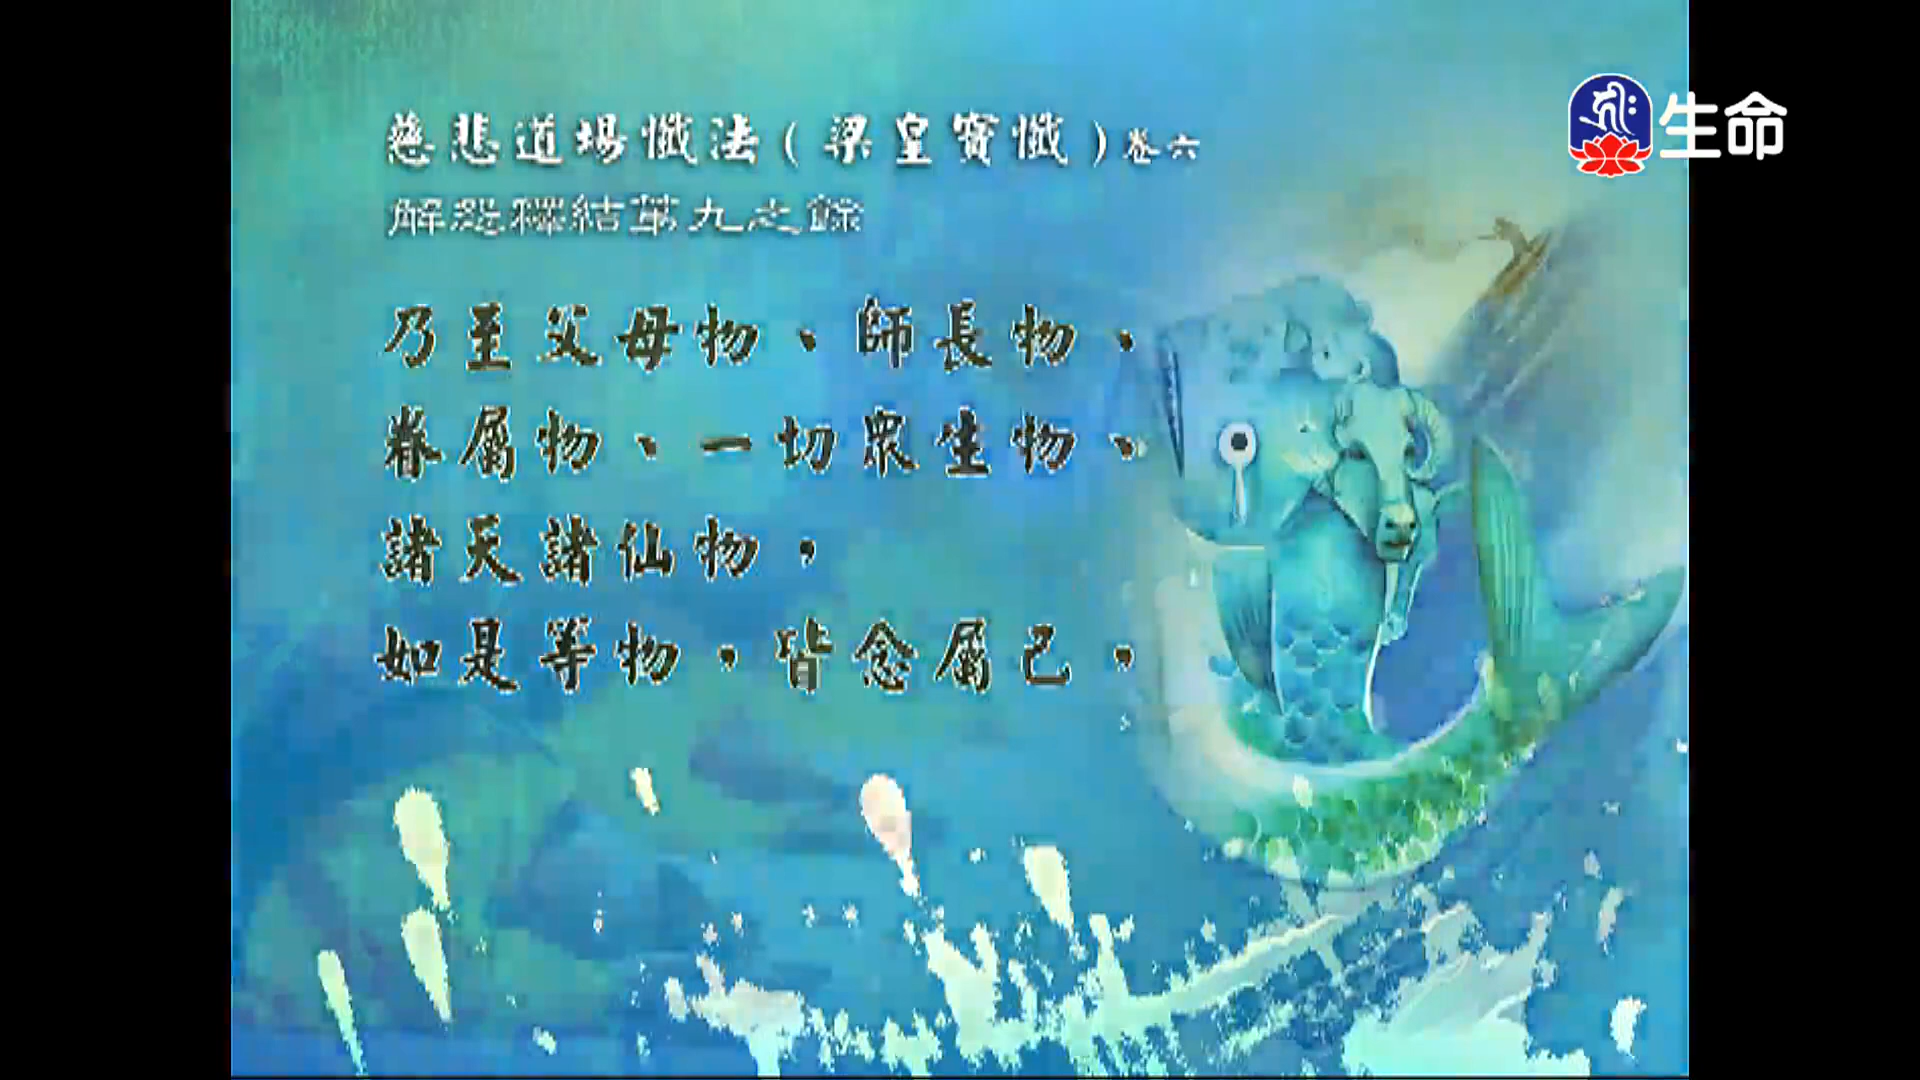 慈悲道場懺法(梁皇寶懺)卷六
生命
解冤釋結第九之餘
乃至父母物、師長物、
眷屬物、一切眾生物、
諸天諸仙物，
如是等物，皆念屬己。